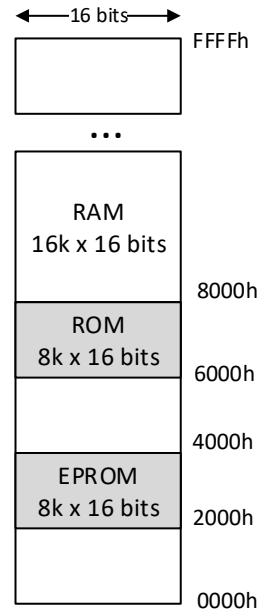 16 bits
FFFFh
...
RAM
16k x 16 bits
8000h
ROM
8k x 16 bits
6000h
4000h
EPROM
8k x 16 bits
2000h
0000h